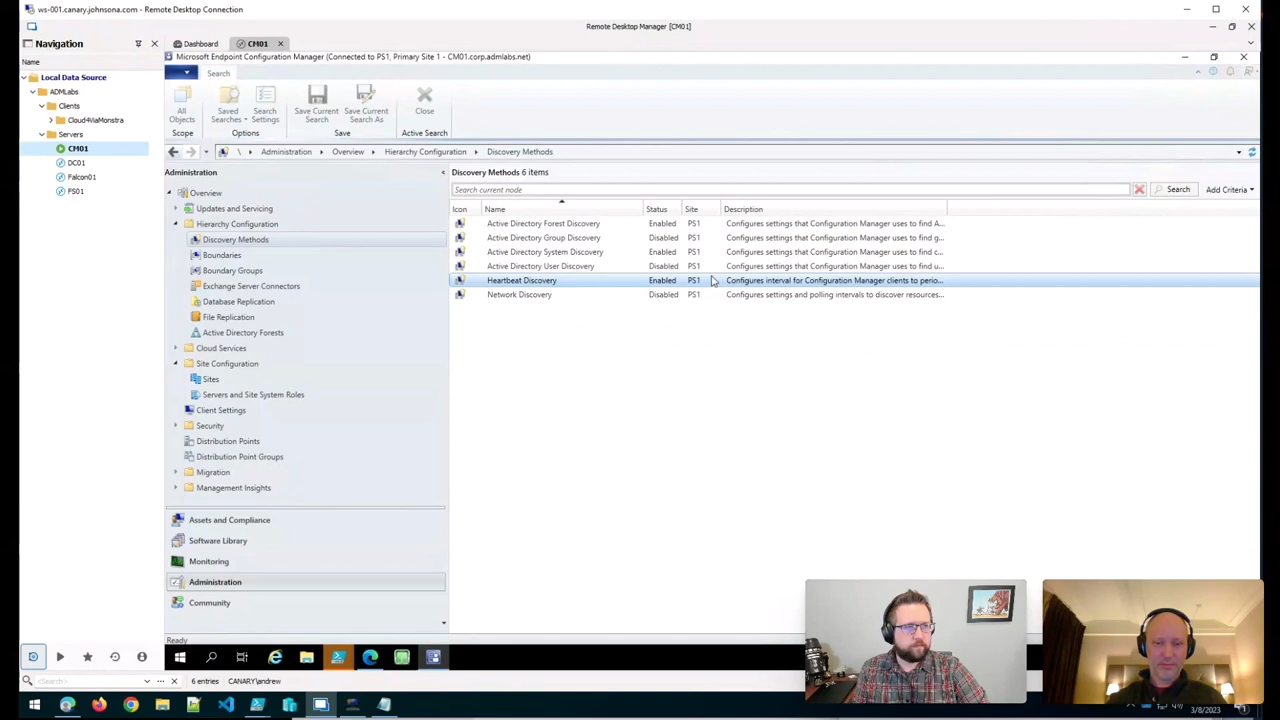 ws-001.canary.johnsona.com - Remote Desktop Connection
Remote Desktop Manager [CM01]
Navigation
Dashboard
CM01
Name
Local Data Source
ADMLabs
Clients
Cloud4ViaMonstra
Servers
CM01
DC01
Falcon01
FS01
Microsoft Endpoint Configuration Manager (Connected to PS1, Primary Site 1 - CM01.corp.admlabs.net)
Search
All Objects
Saved Searches
Search Settings
Save Current Search
Save Current Search As
Close
Scope
Options
Save
Active Search
\ Administration Overview Hierarchy Configuration Discovery Methods
Administration
Overview
Updates and Servicing
Hierarchy Configuration
Discovery Methods
Boundaries
Boundary Groups
Exchange Server Connectors
Database Replication
File Replication
Active Directory Forests
Cloud Services
Site Configuration
Sites
Servers and Site System Roles
Client Settings
Security
Distribution Points
Distribution Point Groups
Migration
Management Insights
Assets and Compliance
Software Library
Monitoring
Administration
Community
Discovery Methods 6 items
Search current node
Search
Add Criteria
Icon Name Status Site Description
Active Directory Forest Discovery Enabled PS1 Configures settings that Configuration Manager uses to find A...
Active Directory Group Discovery Disabled PS1 Configures settings that Configuration Manager uses to find g...
Active Directory System Discovery Enabled PS1 Configures settings that Configuration Manager uses to find c...
Active Directory User Discovery Disabled PS1 Configures settings that Configuration Manager uses to find u...
Heartbeat Discovery Enabled PS1 Configures interval for Configuration Manager clients to perio...
Network Discovery Disabled PS1 Configures settings and polling intervals to discover resources...
Ready
<Search>
6 entries
CANARY\andrew
3/8/2023